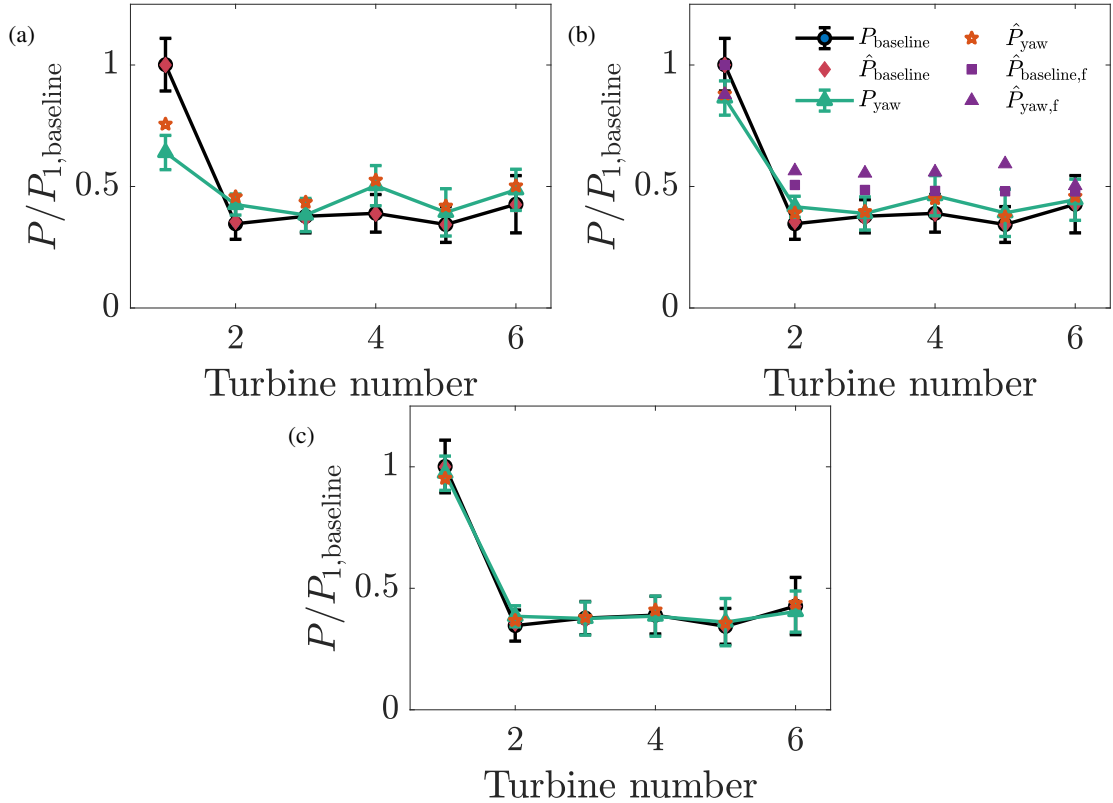 (a)
P/P1,baseline
1
0.5
0
2 4 6
Turbine number
(b)
P/P1,baseline
1
0.5
0
2 4 6
Turbine number
Pbaseline
P̂baseline
Pyaw
P̂yaw
P̂baseline,f
P̂yaw,f
(c)
P/P1,baseline
1
0.5
0
2 4 6
Turbine number